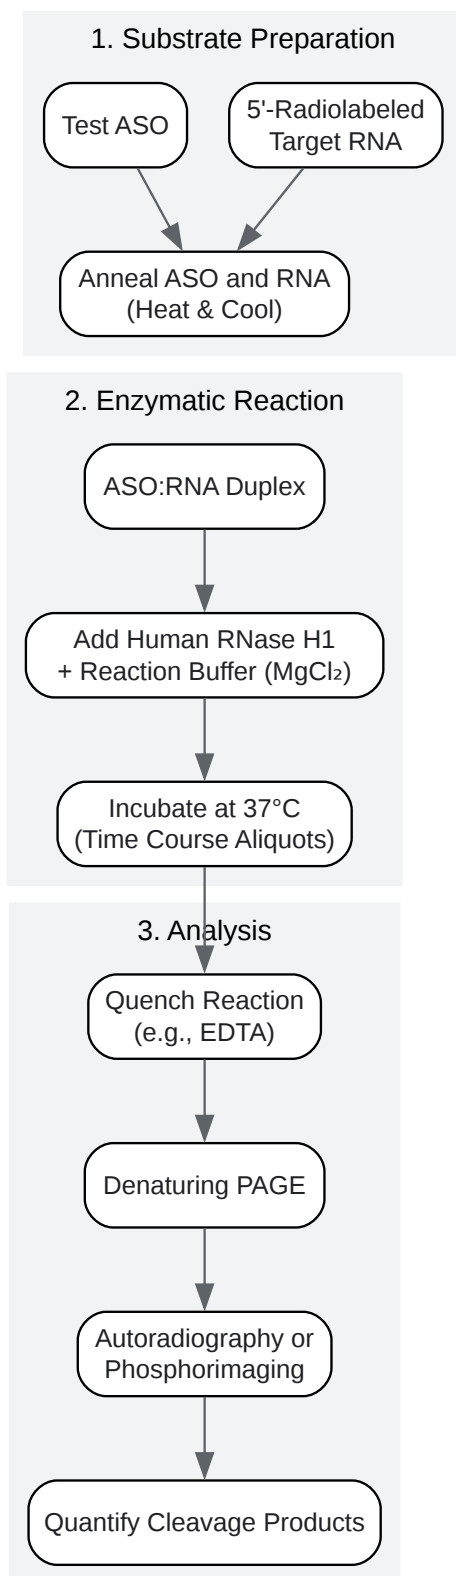 1. Substrate Preparation
Test ASO
5'-Radiolabeled
Target RNA
Anneal ASO and RNA
(Heat & Cool)
2. Enzymatic Reaction
ASO:RNA Duplex
Add Human RNase H1
+ Reaction Buffer (MgCl₂)
Incubate at 37°C
(Time Course Aliquots)
3. Analysis
Quench Reaction
(e.g., EDTA)
Denaturing PAGE
Autoradiography or
Phosphorimaging
Quantify Cleavage Products